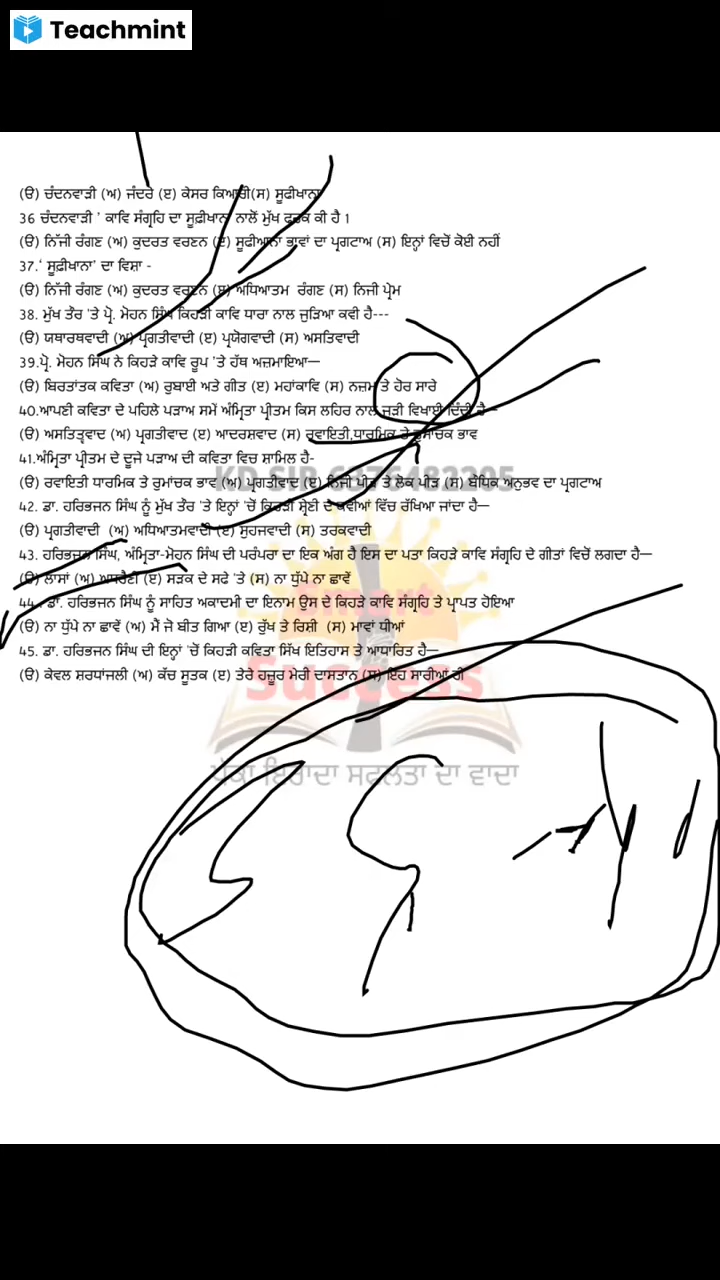 Teachmint
(ੳ) ਚੰਦਨਵਾੜੀ (ਅ) ਜੰਦਰੇ (ੲ) ਕੇਸਰ ਕਿਆਰੀ(ਸ) ਸੂਫੀਖਾਨਾ
36 ਚੰਦਨਵਾੜੀ ' ਕਾਵਿ ਸੰਗ੍ਰਹਿ ਦਾ ਸੂਫ਼ੀਖਾਨਾ ਨਾਲੋਂ ਮੁੱਖ ਫਰਕ ਕੀ ਹੈ 1
(ੳ) ਨਿੱਜੀ ਰੰਗਣ (ਅ) ਕੁਦਰਤ ਵਰਣਨ (ੲ) ਸੂਫੀਆਨਾ ਭਾਵਾਂ ਦਾ ਪ੍ਰਗਟਾਅ (ਸ) ਇਨ੍ਹਾਂ ਵਿਚੋਂ ਕੋਈ ਨਹੀਂ
37.' ਸੂਫ਼ੀਖਾਨਾ' ਦਾ ਵਿਸ਼ਾ -
(ੳ) ਨਿੱਜੀ ਰੰਗਣ (ਅ) ਕੁਦਰਤ ਵਰਣਨ (ੲ) ਅਧਿਆਤਮ ਰੰਗਣ (ਸ) ਨਿਜੀ ਪ੍ਰੇਮ
38. ਮੁੱਖ ਤੌਰ 'ਤੇ ਪ੍ਰੋ. ਮੋਹਨ ਸਿੰਘ ਕਿਹੜੀ ਕਾਵਿ ਧਾਰਾ ਨਾਲ ਜੁੜਿਆ ਕਵੀ ਹੈ---
(ੳ) ਯਥਾਰਥਵਾਦੀ (ਅ) ਪ੍ਰਗਤੀਵਾਦੀ (ੲ) ਪ੍ਰਯੋਗਵਾਦੀ (ਸ) ਅਸਤਿਵਾਦੀ
39.ਪ੍ਰੋ. ਮੋਹਨ ਸਿੰਘ ਨੇ ਕਿਹੜੇ ਕਾਵਿ ਰੂਪ 'ਤੇ ਹੱਥ ਅਜ਼ਮਾਇਆ—
(ੳ) ਬਿਰਤਾਂਤਕ ਕਵਿਤਾ (ਅ) ਰੁਬਾਈ ਅਤੇ ਗੀਤ (ੲ) ਮਹਾਂਕਾਵਿ (ਸ) ਨਜ਼ਮ ਤੇ ਹੋਰ ਸਾਰੇ
40.ਆਪਣੀ ਕਵਿਤਾ ਦੇ ਪਹਿਲੇ ਪੜਾਅ ਸਮੇਂ ਅੰਮ੍ਰਿਤਾ ਪ੍ਰੀਤਮ ਕਿਸ ਲਹਿਰ ਨਾਲ ਜੁੜੀ ਵਿਖਾਈ ਦਿੰਦੀ ਹੈ—
(ੳ) ਅਸਤਿਤ੍ਵਾਦ (ਅ) ਪ੍ਰਗਤੀਵਾਦ (ੲ) ਆਦਰਸ਼ਵਾਦ (ਸ) ਰਵਾਇਤੀ,ਧਾਰਮਿਕ ਤੇ ਰੁਮਾਂਚਕ ਭਾਵ
41.ਅੰਮ੍ਰਿਤਾ ਪ੍ਰੀਤਮ ਦੇ ਦੂਜੇ ਪੜਾਅ ਦੀ ਕਵਿਤਾ ਵਿਚ ਸ਼ਾਮਿਲ ਹੈ-
(ੳ) ਰਵਾਇਤੀ ਧਾਰਮਿਕ ਤੇ ਰੁਮਾਂਚਕ ਭਾਵ (ਅ) ਪ੍ਰਗਤੀਵਾਦ (ੲ) ਨਿਜੀ ਪੀੜ ਤੇ ਲੋਕ ਪੀੜ (ਸ) ਬੌਧਿਕ ਅਨੁਭਵ ਦਾ ਪ੍ਰਗਟਾਅ
KD SIR
42. ਡਾ. ਹਰਿਭਜਨ ਸਿੰਘ ਨੂੰ ਮੁੱਖ ਤੌਰ 'ਤੇ ਇਨ੍ਹਾਂ 'ਚੋਂ ਕਿਹੜੀ ਸ਼੍ਰੇਣੀ ਦੇ ਕਵੀਆਂ ਵਿੱਚ ਰੱਖਿਆ ਜਾਂਦਾ ਹੈ—
(ੳ) ਪ੍ਰਗਤੀਵਾਦੀ (ਅ) ਅਧਿਆਤਮਵਾਦੀ (ੲ) ਸੁਹਜਵਾਦੀ (ਸ) ਤਰਕਵਾਦੀ
43. ਹਰਿਭਜਨ ਸਿੰਘ, ਅੰਮ੍ਰਿਤਾ-ਮੋਹਨ ਸਿੰਘ ਦੀ ਪਰੰਪਰਾ ਦਾ ਇਕ ਅੰਗ ਹੈ ਇਸ ਦਾ ਪਤਾ ਕਿਹੜੇ ਕਾਵਿ ਸੰਗ੍ਰਹਿ ਦੇ ਗੀਤਾਂ ਵਿਚੋਂ ਲਗਦਾ ਹੈ—
(ੳ) ਲਾਸਾਂ (ਅ) ਅਧਰੈਣੀ (ੲ) ਸੜਕ ਦੇ ਸਫੇ 'ਤੇ (ਸ) ਨਾ ਧੁੱਪੇ ਨਾ ਛਾਵੇਂ
44 . ਡਾ. ਹਰਿਭਜਨ ਸਿੰਘ ਨੂੰ ਸਾਹਿਤ ਅਕਾਦਮੀ ਦਾ ਇਨਾਮ ਉਸ ਦੇ ਕਿਹੜੇ ਕਾਵਿ ਸੰਗ੍ਰਹਿ ਤੇ ਪ੍ਰਾਪਤ ਹੋਇਆ
Smart
(ੳ) ਨਾ ਧੁੱਪੇ ਨਾ ਛਾਵੇਂ (ਅ) ਮੈਂ ਜੋ ਬੀਤ ਗਿਆ (ੲ) ਰੁੱਖ ਤੇ ਰਿਸ਼ੀ (ਸ) ਮਾਵਾਂ ਧੀਆਂ
45. ਡਾ. ਹਰਿਭਜਨ ਸਿੰਘ ਦੀ ਇਨ੍ਹਾਂ 'ਚੋਂ ਕਿਹੜੀ ਕਵਿਤਾ ਸਿੱਖ ਇਤਿਹਾਸ ਤੇ ਆਧਾਰਿਤ ਹੈ—
(ੳ) ਕੇਵਲ ਸ਼ਰਧਾਂਜਲੀ (ਅ) ਕੱਚ ਸੂਤਕ (ੲ) ਤੇਰੇ ਹਜ਼ੂਰ ਮੇਰੀ ਦਾਸਤਾਨ (ਸ) ਇਹ ਸਾਰੀਆਂ ਹੀ
Success
ਪੱਕਾ ਇਰਾਦਾ ਸਫਲਤਾ ਦਾ ਵਾਦਾ